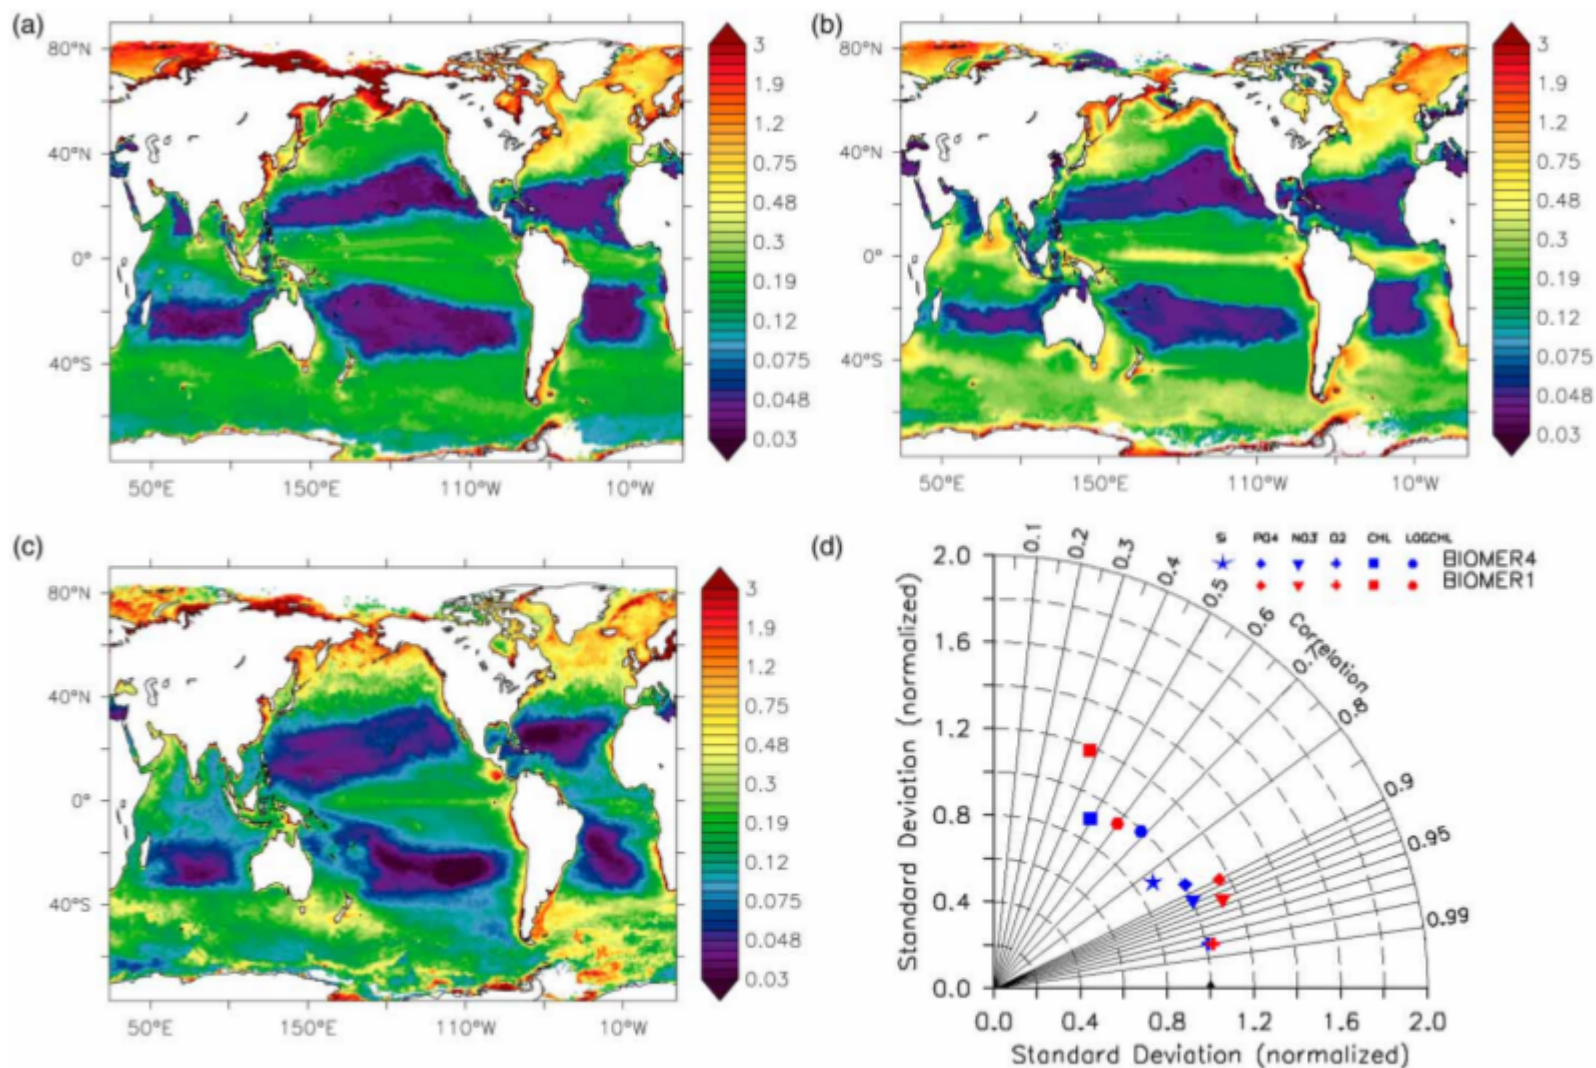 (a)
80°N
40°N
0°
40°S
50°E 150°E 110°W 10°W
3
1.9
1.2
0.75
0.48
0.3
0.19
0.12
0.075
0.048
0.03
(b)
80°N
40°N
0°
40°S
50°E 150°E 110°W 10°W
3
1.9
1.2
0.75
0.48
0.3
0.19
0.12
0.075
0.048
0.03
(c)
80°N
40°N
0°
40°S
50°E 150°E 110°W 10°W
3
1.9
1.2
0.75
0.48
0.3
0.19
0.12
0.075
0.048
0.03
(d)
Si PO4 NO3 O2 CHL LOGCHL
BIOMER4
BIOMER1
Standard Deviation (normalized)
2.0
1.6
1.2
0.8
0.4
0.0
0.1 0.2 0.3 0.4 0.5 0.6 0.7 0.8 0.9 0.95 0.99
Correlation
0.0 0.4 0.8 1.2 1.6 2.0
Standard Deviation (normalized)